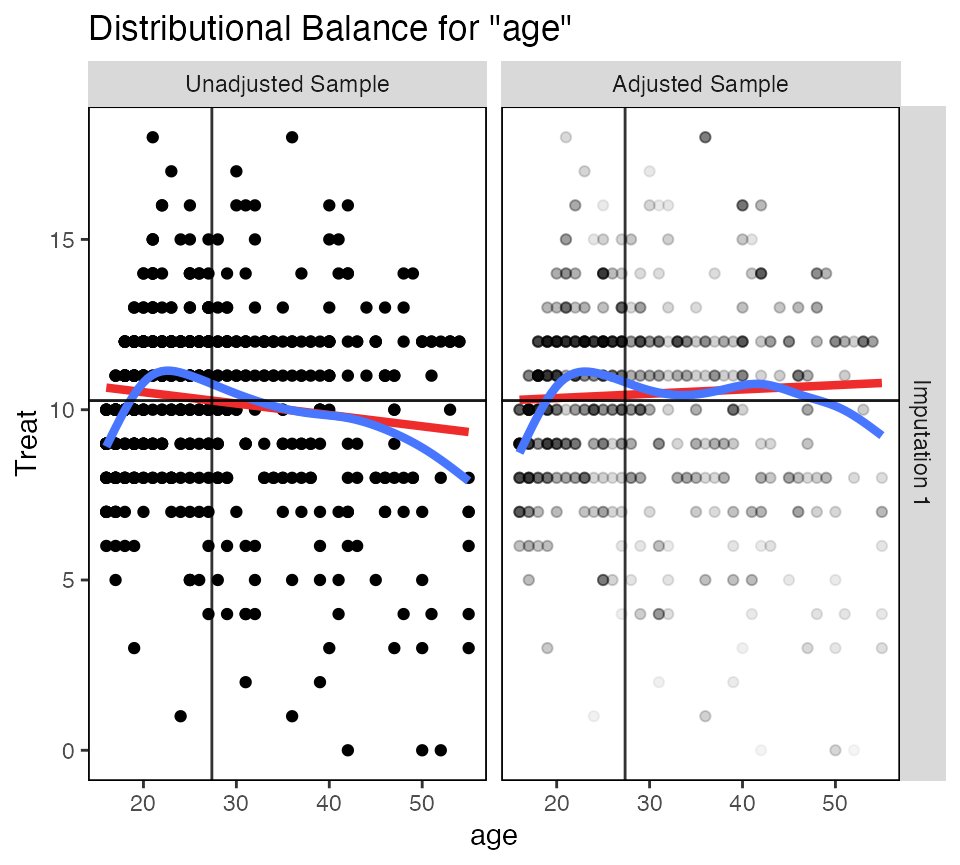 Distributional Balance for "age"
Unadjusted Sample
Adjusted Sample
Treat
15
10
5
0
Imputation 1
20 30 40 50
20 30 40 50
age